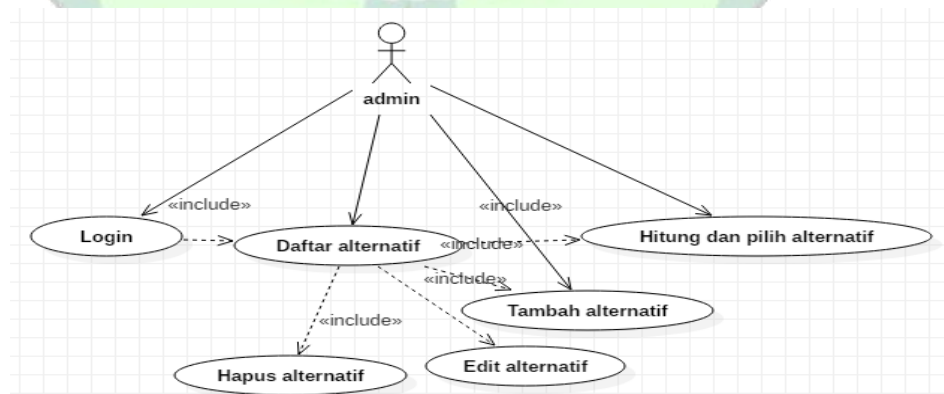 admin
«include»
«include»
Login
Daftar alternatif
«include»
Hitung dan pilih alternatif
«include»
Tambah alternatif
«include»
Hapus alternatif
Edit alternatif